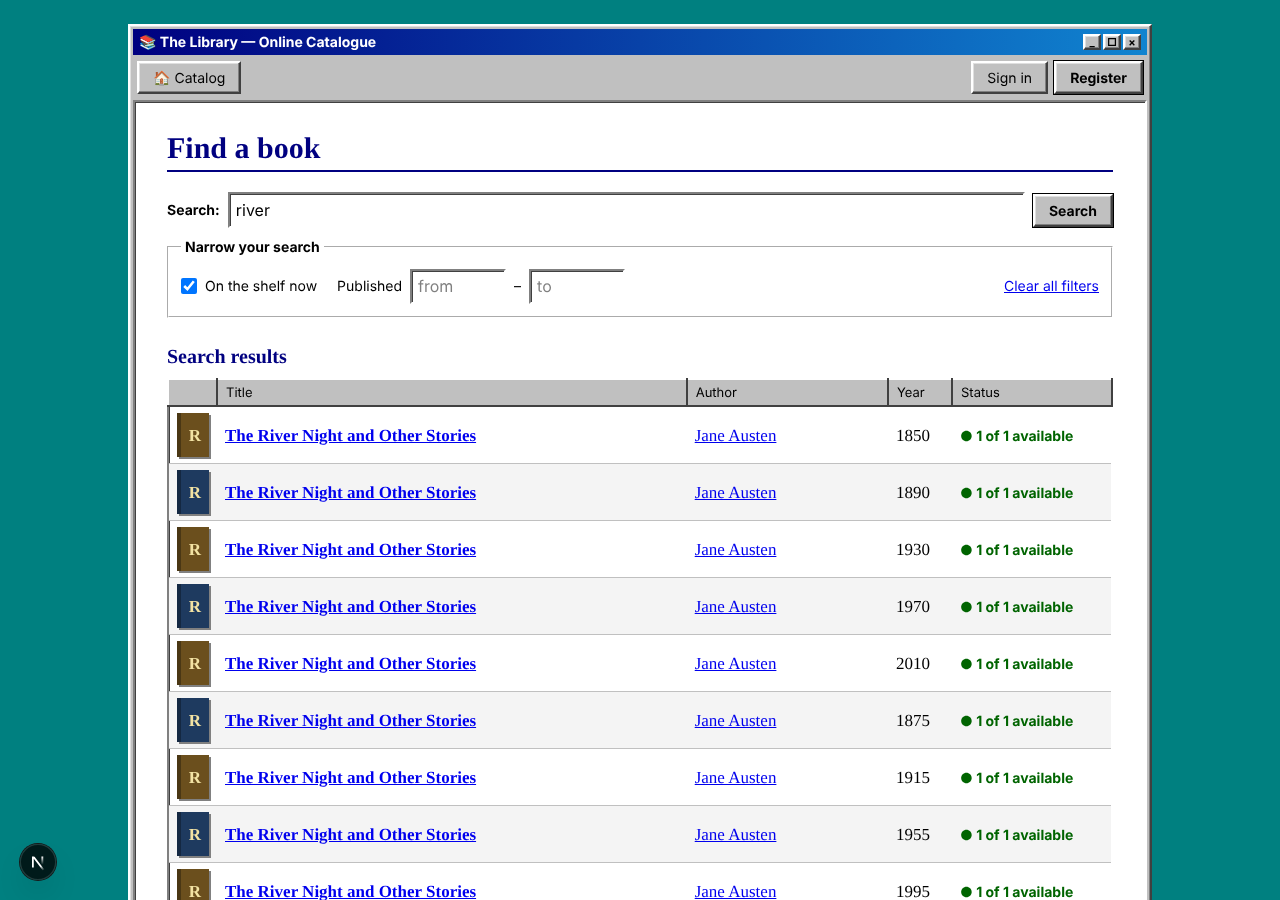 📚 The Library — Online Catalogue
🏠 Catalog
Sign in
Register
Find a book
Search:
river
Search
Narrow your search
On the shelf now
Published
from
–
to
Clear all filters
Search results
Title Author Year Status
R The River Night and Other Stories Jane Austen 1850 1 of 1 available
R The River Night and Other Stories Jane Austen 1890 1 of 1 available
R The River Night and Other Stories Jane Austen 1930 1 of 1 available
R The River Night and Other Stories Jane Austen 1970 1 of 1 available
R The River Night and Other Stories Jane Austen 2010 1 of 1 available
R The River Night and Other Stories Jane Austen 1875 1 of 1 available
R The River Night and Other Stories Jane Austen 1915 1 of 1 available
R The River Night and Other Stories Jane Austen 1955 1 of 1 available
R The River Night and Other Stories Jane Austen 1995 1 of 1 available
N